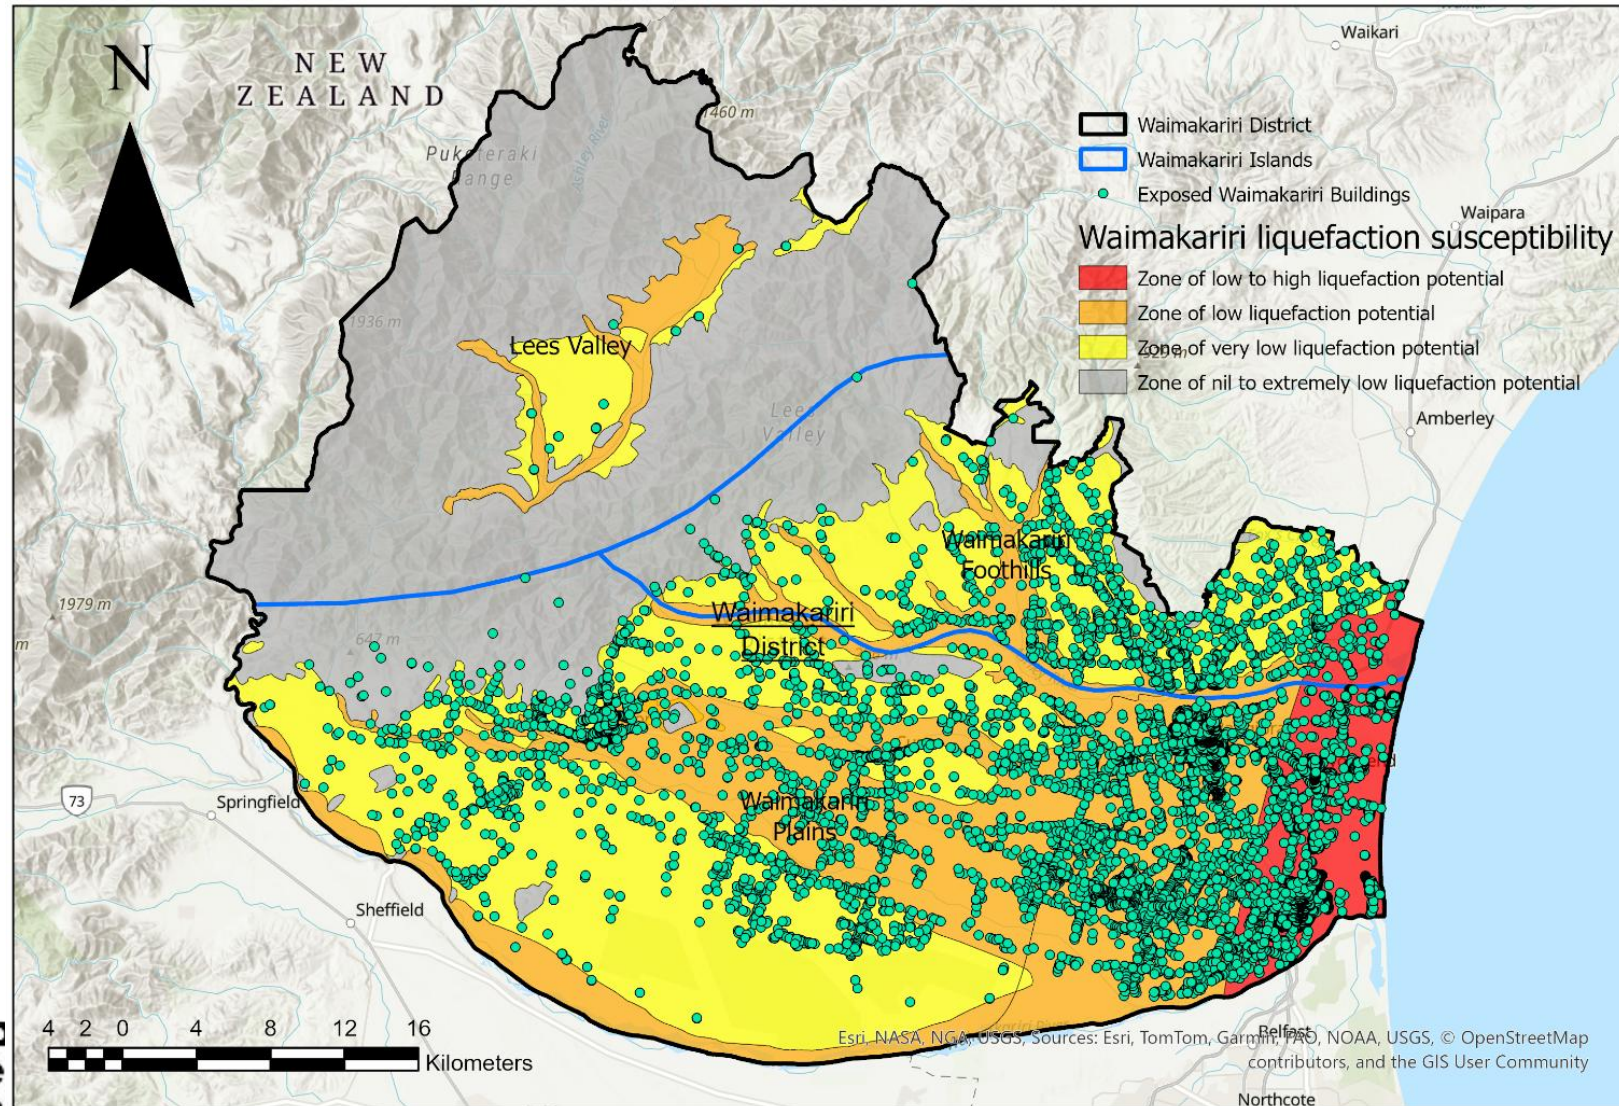 N
NEW
ZEALAND
Waikari
1460 m
Puketeraki
Range
Ashley River
Waimakariri District
Waimakariri Islands
Exposed Waimakariri Buildings
Waipara
Waimakariri liquefaction susceptibility
Zone of low to high liquefaction potential
Zone of low liquefaction potential
Zone of very low liquefaction potential
Zone of nil to extremely low liquefaction potential
1936 m
Lees Valley
Lees
Valley
Amberley
Waimakariri
Foothills
1979 m
647 m
Waimakariri
District
m
Waimakariri
Plains
73
Springfield
Sheffield
4 2 0 4 8 12 16
Kilometers
Esri, NASA, NGA, USGS, Sources: Esri, TomTom, Garmin, FAO, NOAA, USGS, © OpenStreetMap
contributors, and the GIS User Community
Belfast
Northcote